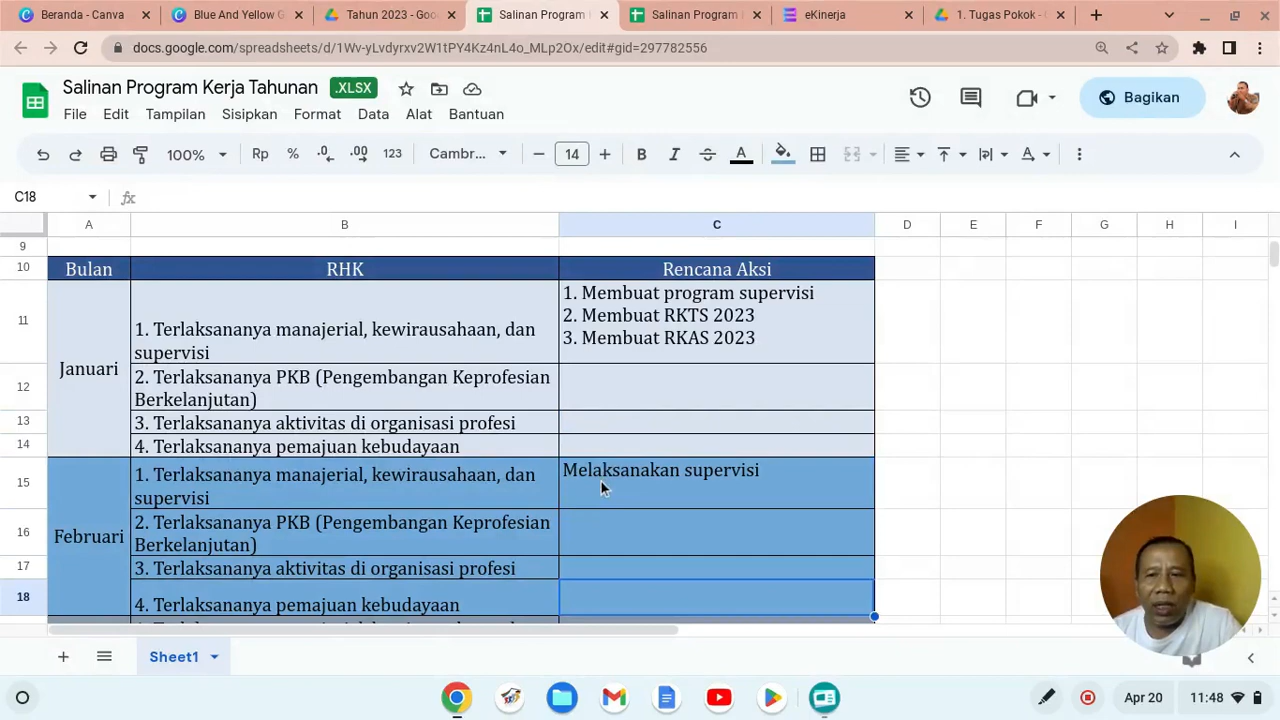 Beranda - Canva
Blue And Yellow G
Tahun 2023 - Goo
Salinan Program
Salinan Program
eKinerja
1. Tugas Pokok - G
docs.google.com/spreadsheets/d/1Wv-yLvdyrxv2W1tPY4Kz4nL4o_MLp2Ox/edit#gid=297782556
Salinan Program Kerja Tahunan .XLSX
File Edit Tampilan Sisipkan Format Data Alat Bantuan
Bagikan
100% Rp % .0 .00 123 Cambr... 14 B I S A A
C18 fx
A B C D E F G H I
9
10 Bulan RHK Rencana Aksi
1. Membuat program supervisi
2. Membuat RKTS 2023
3. Membuat RKAS 2023
11 1. Terlaksananya manajerial, kewirausahaan, dan
supervisi
Januari
12 2. Terlaksananya PKB (Pengembangan Keprofesian
Berkelanjutan)
13 3. Terlaksananya aktivitas di organisasi profesi
14 4. Terlaksananya pemajuan kebudayaan
15 1. Terlaksananya manajerial, kewirausahaan, dan
supervisi
Melaksanakan supervisi
Februari
16 2. Terlaksananya PKB (Pengembangan Keprofesian
Berkelanjutan)
17 3. Terlaksananya aktivitas di organisasi profesi
18 4. Terlaksananya pemajuan kebudayaan
Sheet1
Apr 20 11:48